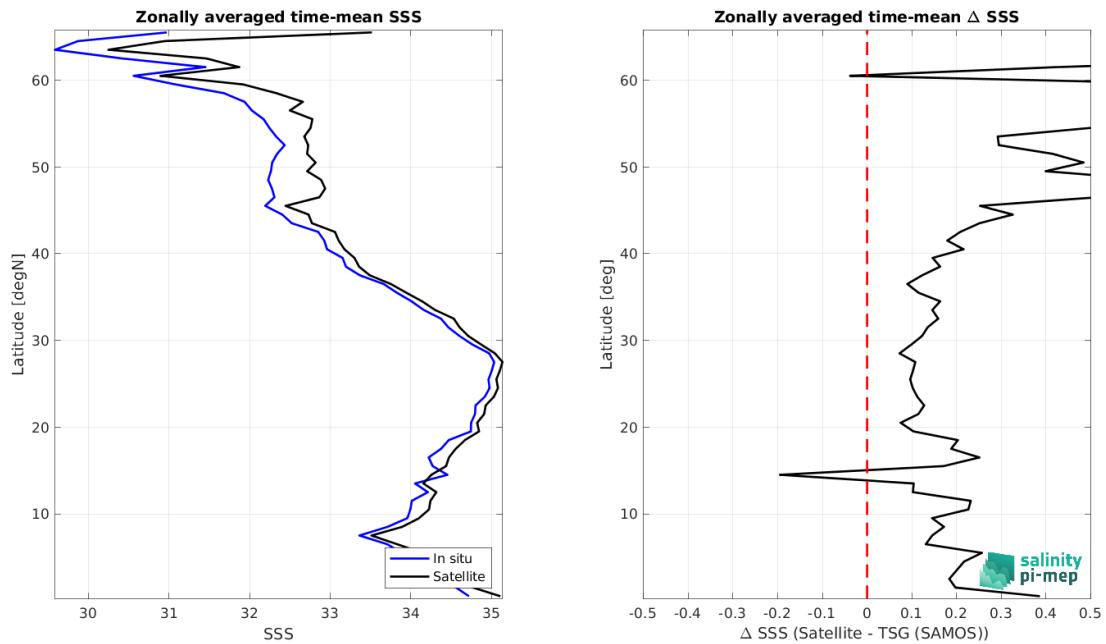 Zonally averaged time-mean SSS
60
50
40
30
20
10
Latitude [degN]
30
31
32
33
34
35
SSS
In situ
Satellite
Zonally averaged time-mean Δ SSS
60
50
40
30
20
10
Latitude [deg]
-0.5
-0.4
-0.3
-0.2
-0.1
0
0.1
0.2
0.3
0.4
0.5
Δ SSS (Satellite - TSG (SAMOS))
salinity
pi-mep